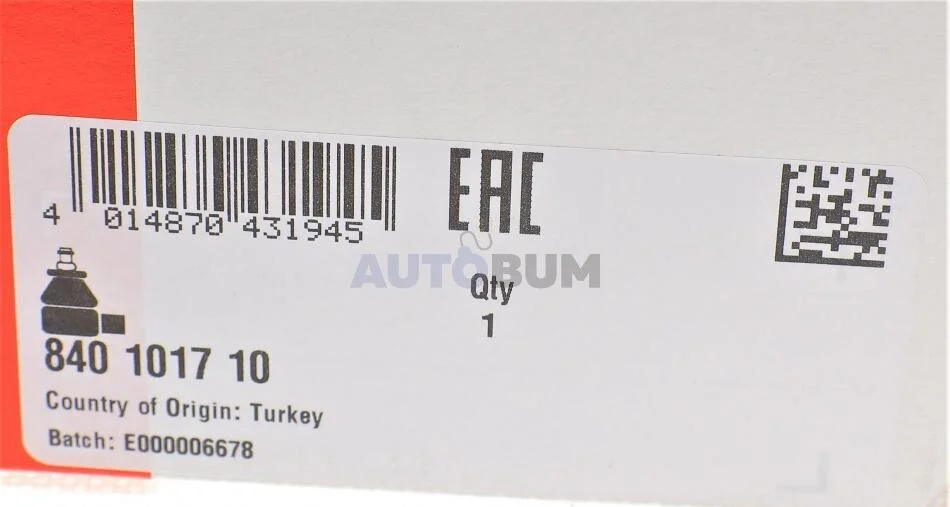 4 014870 431945
EAC
AUTOBUM
Qty
1
840 1017 10
Country of Origin: Turkey
Batch: E000006678